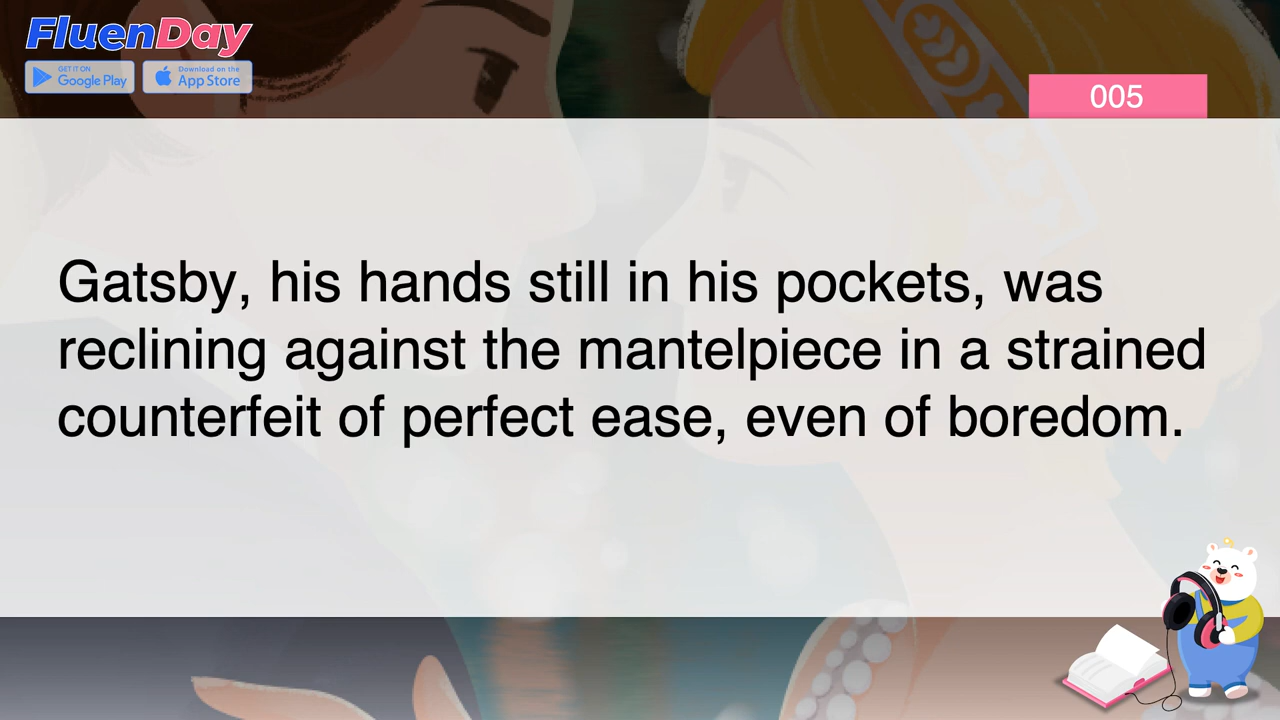 FluenDay
GET IT ON
Google Play
Download on the
App Store
005
Gatsby, his hands still in his pockets, was
reclining against the mantelpiece in a strained
counterfeit of perfect ease, even of boredom.